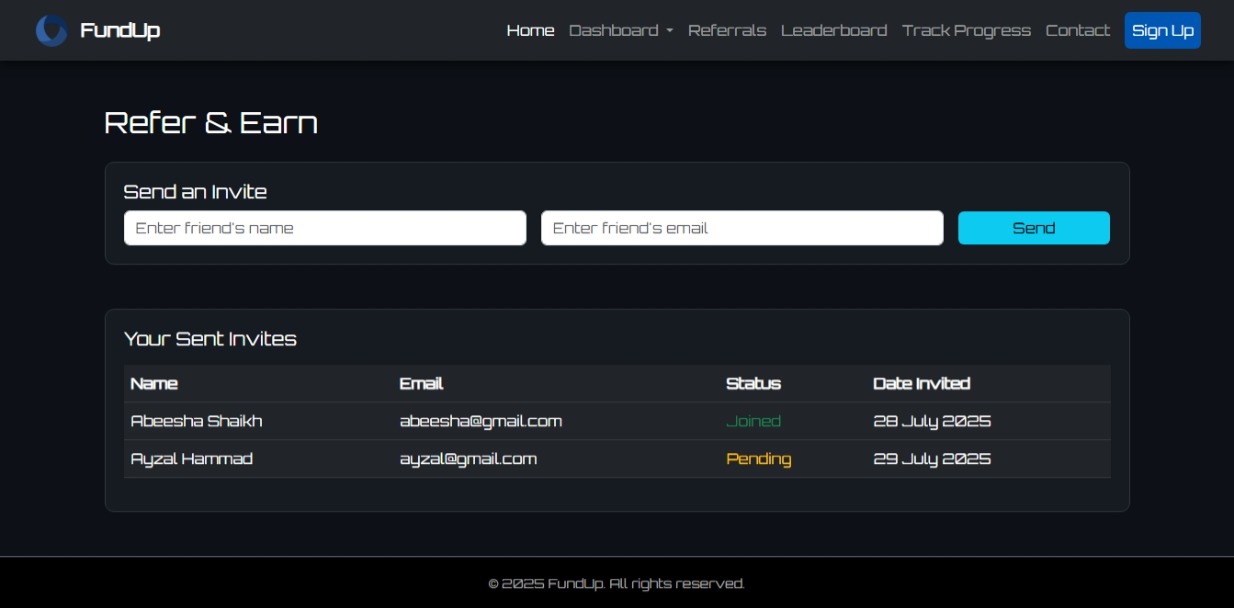 FundUp Home Dashboard Referrals Leaderboard Track Progress Contact Sign Up
Refer & Earn
Send an Invite
Enter friend's name Enter friend's email Send
Your Sent Invites
Name Email Status Date Invited
Abeesha Shaikh abeesha@gmail.com Joined 28 July 2025
Ayzal Hammad ayzal@gmail.com Pending 29 July 2025
© 2025 FundUp. All rights reserved.